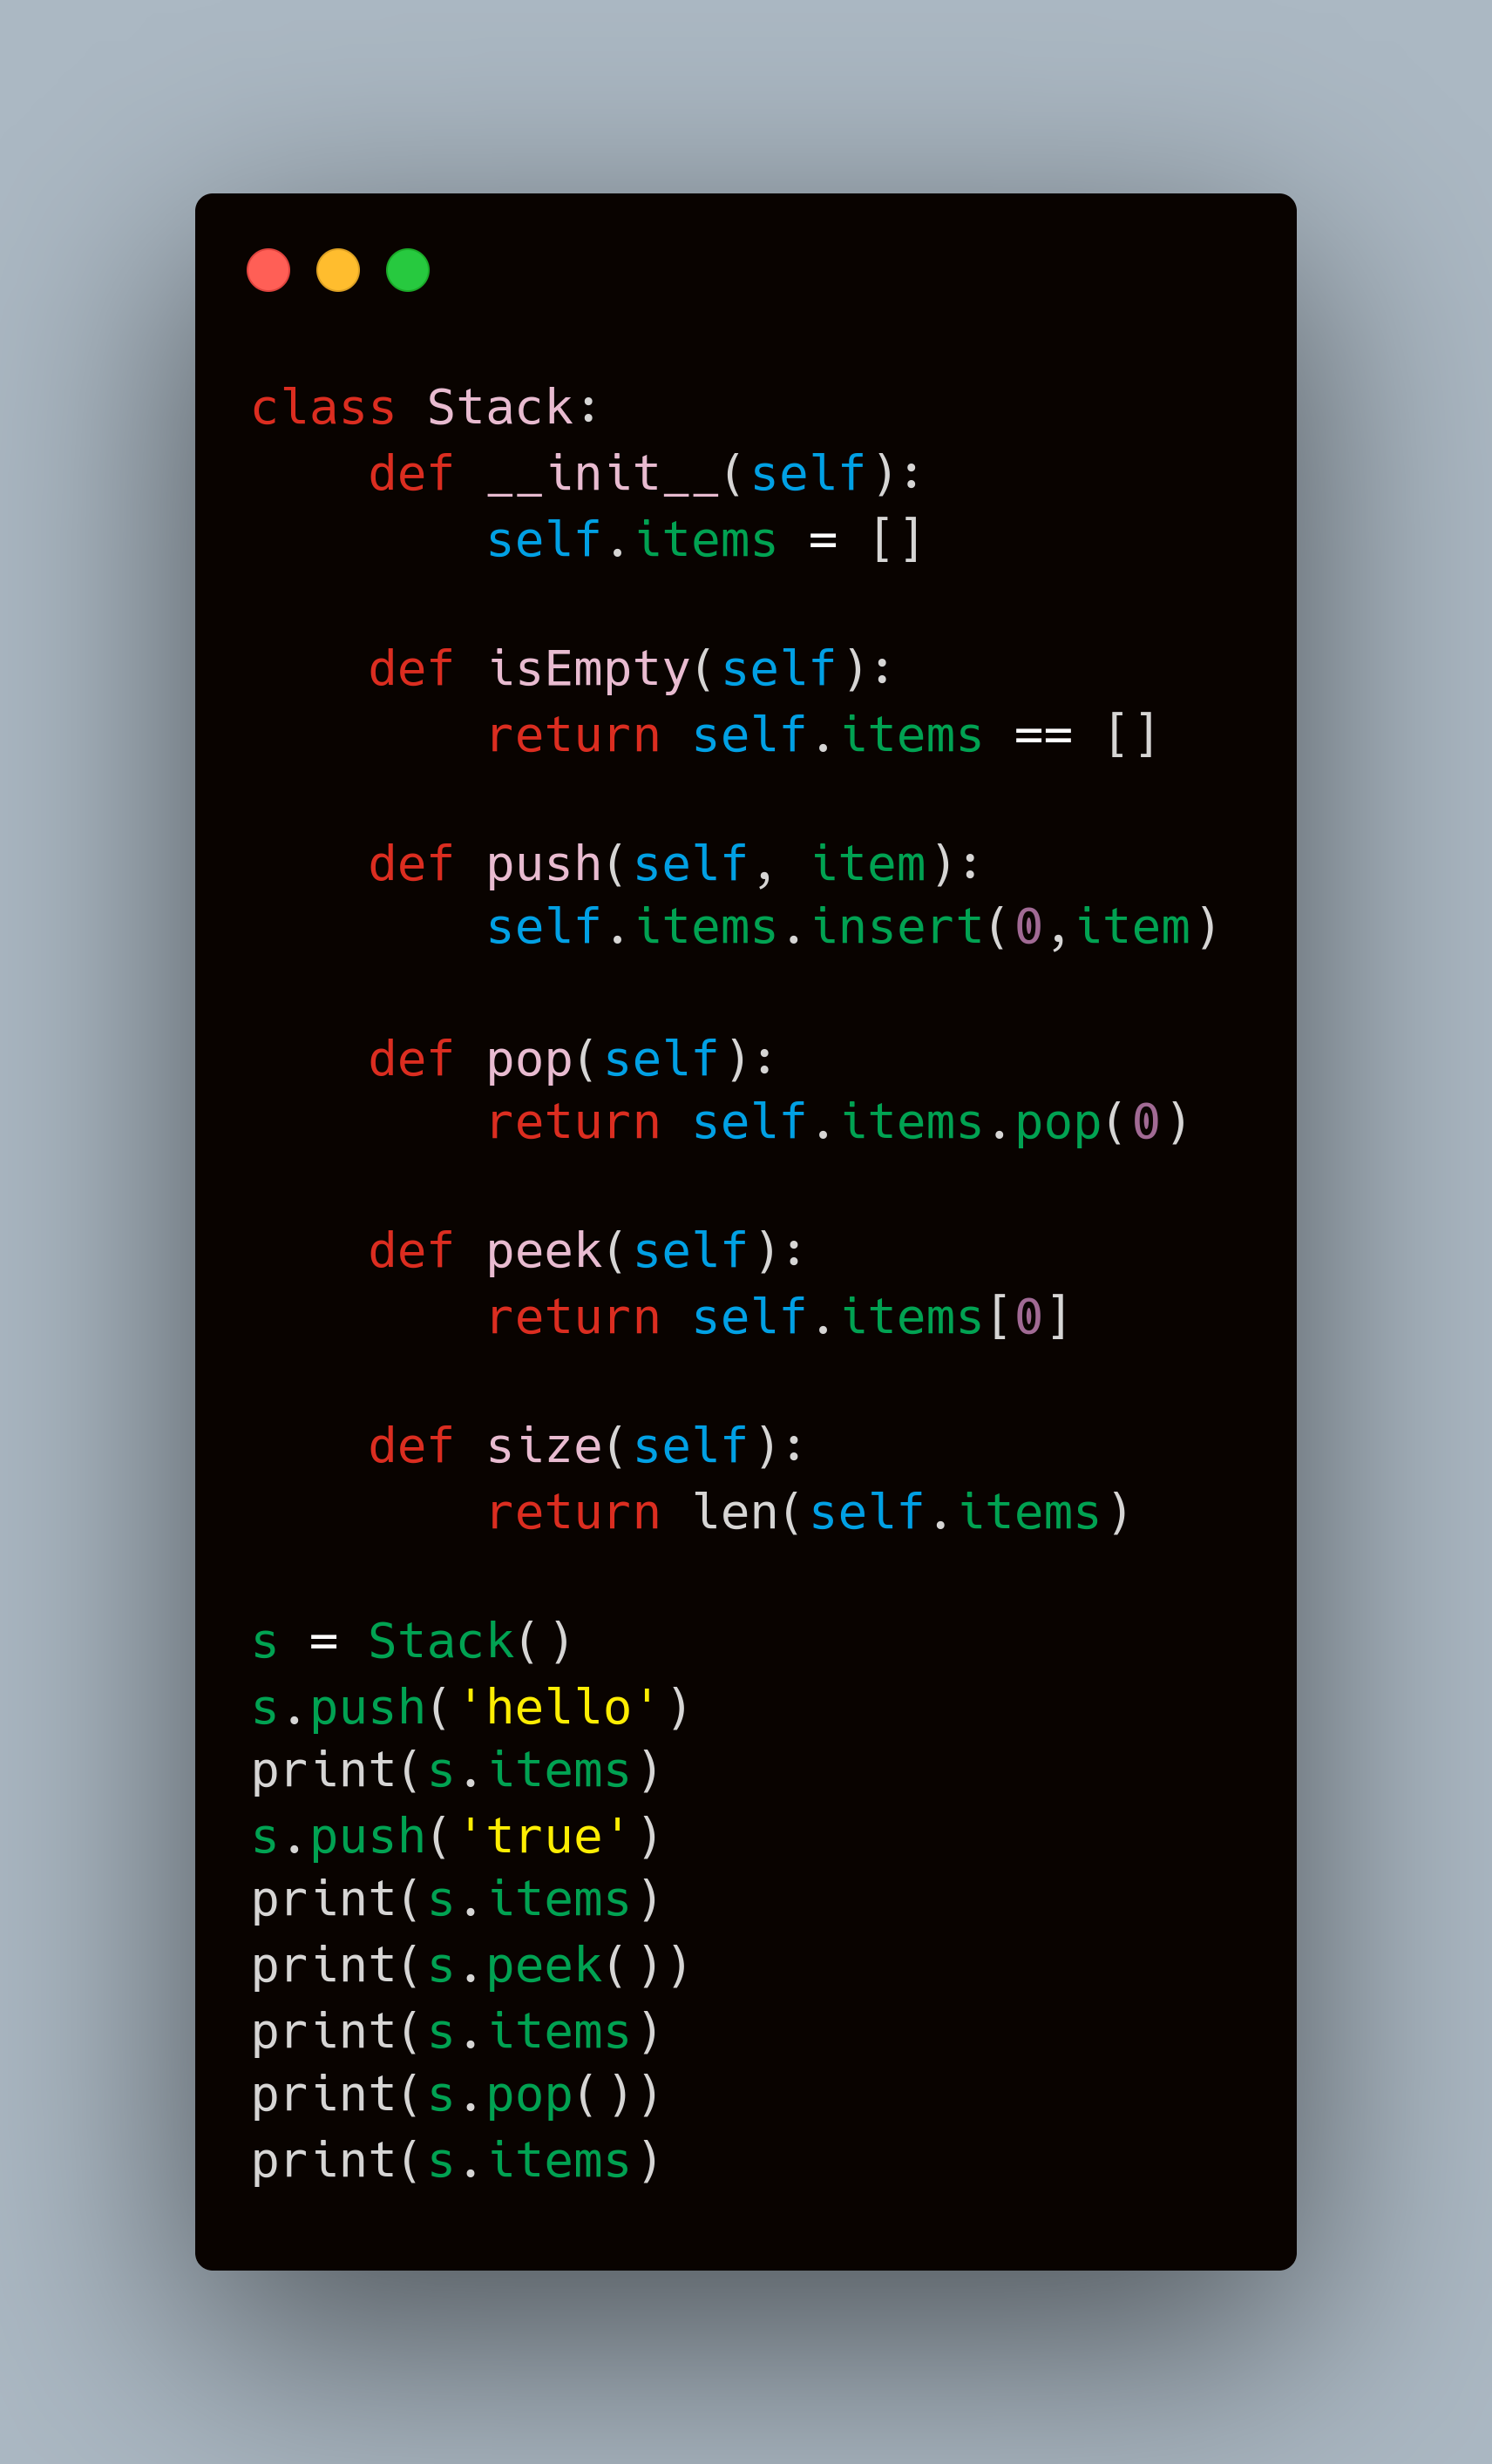 class Stack:
    def __init__(self):
        self.items = []

    def isEmpty(self):
        return self.items == []

    def push(self, item):
        self.items.insert(0,item)

    def pop(self):
        return self.items.pop(0)

    def peek(self):
        return self.items[0]

    def size(self):
        return len(self.items)

s = Stack()
s.push('hello')
print(s.items)
s.push('true')
print(s.items)
print(s.peek())
print(s.items)
print(s.pop())
print(s.items)